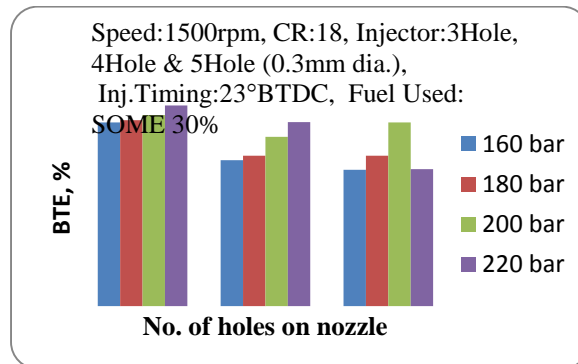 Speed:1500rpm, CR:18, Injector:3Hole,
4Hole & 5Hole (0.3mm dia.),
Inj.Timing:23°BTDC, Fuel Used:
SOME 30%
BTE, %
160 bar
180 bar
200 bar
220 bar
No. of holes on nozzle